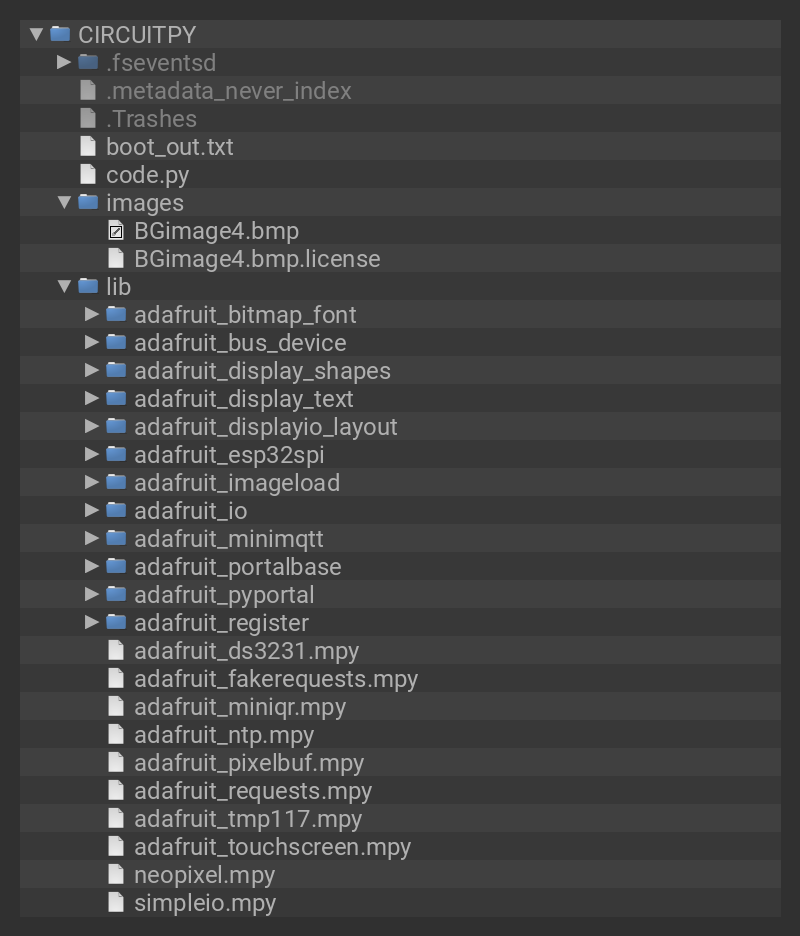 CIRCUITPY
.fseventsd
.metadata_never_index
.Trashes
boot_out.txt
code.py
images
BGimage4.bmp
BGimage4.bmp.license
lib
adafruit_bitmap_font
adafruit_bus_device
adafruit_display_shapes
adafruit_display_text
adafruit_displayio_layout
adafruit_esp32spi
adafruit_imageload
adafruit_io
adafruit_minimqtt
adafruit_portalbase
adafruit_pyportal
adafruit_register
adafruit_ds3231.mpy
adafruit_fakerequests.mpy
adafruit_miniqr.mpy
adafruit_ntp.mpy
adafruit_pixelbuf.mpy
adafruit_requests.mpy
adafruit_tmp117.mpy
adafruit_touchscreen.mpy
neopixel.mpy
simpleio.mpy